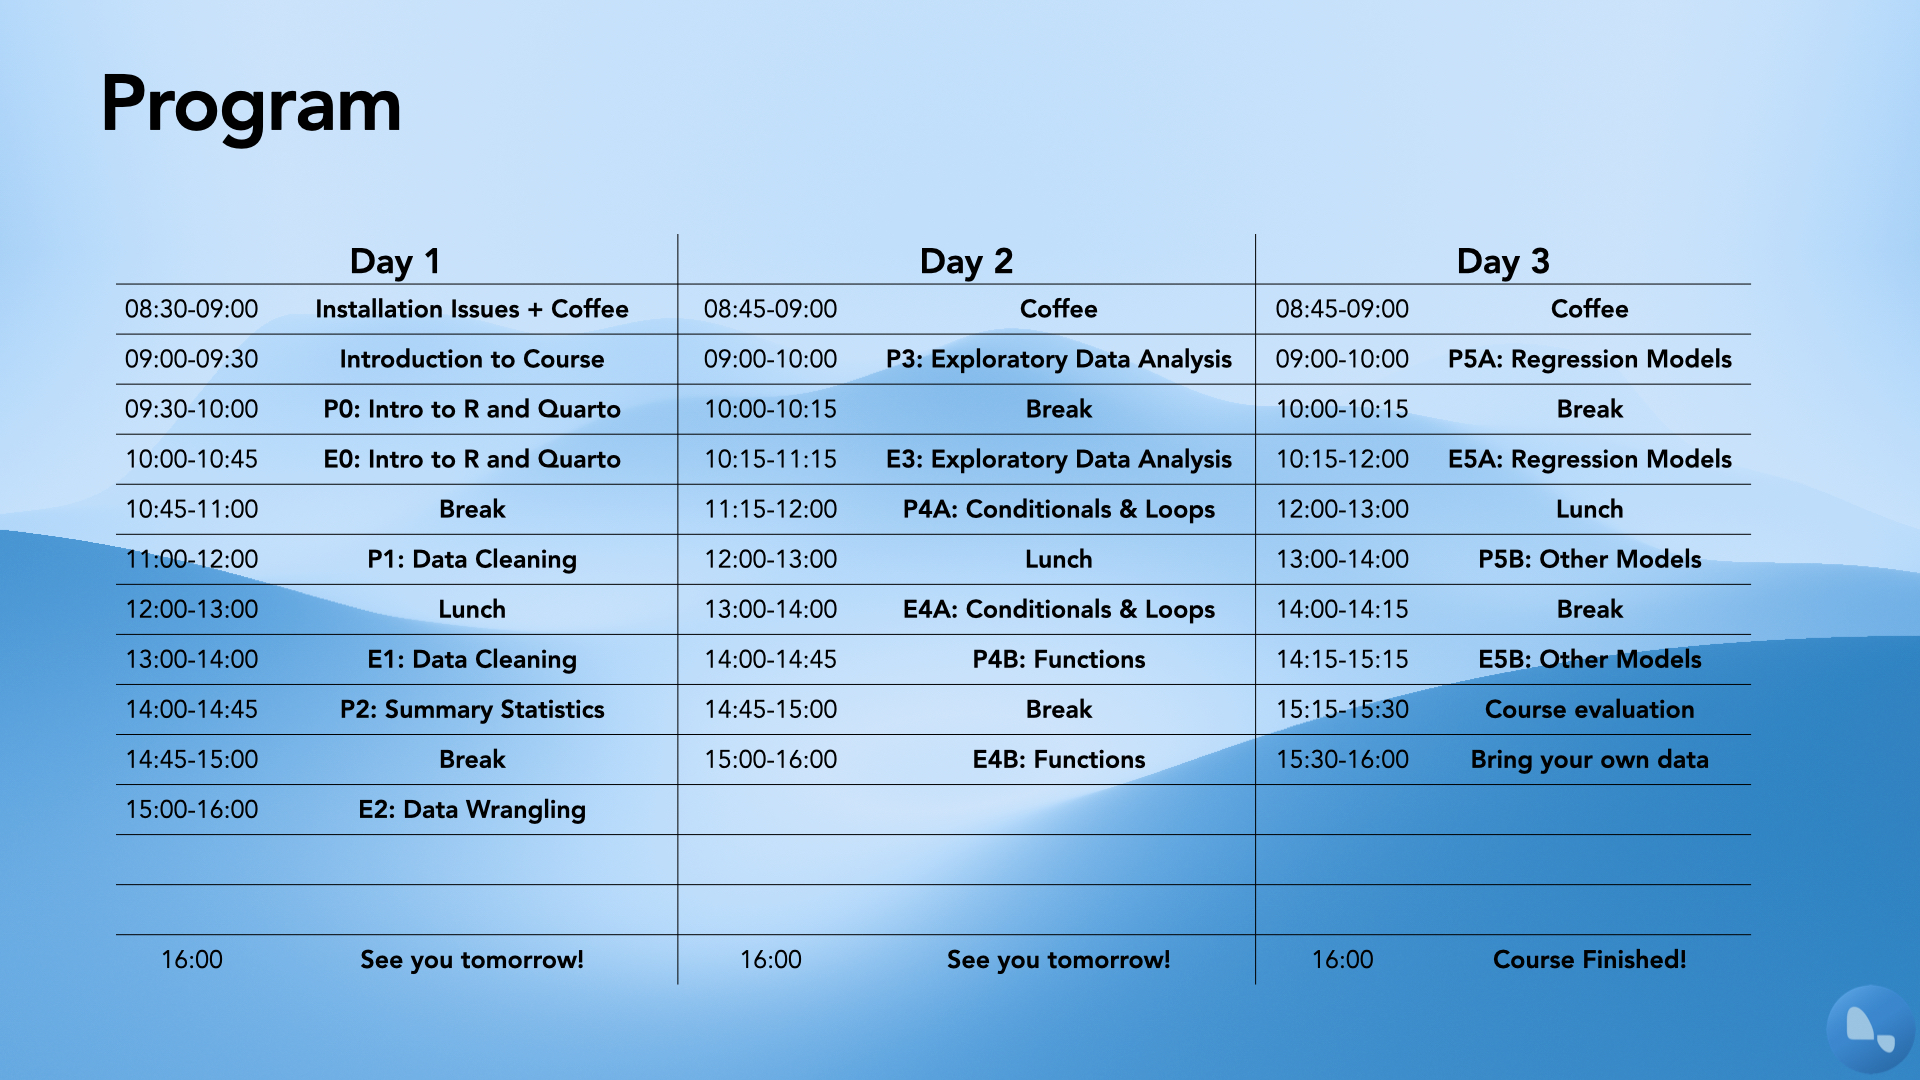 Program
Day 1 Day 2 Day 3
08:30-09:00 Installation Issues + Coffee 08:45-09:00 Coffee 08:45-09:00 Coffee
09:00-09:30 Introduction to Course 09:00-10:00 P3: Exploratory Data Analysis 09:00-10:00 P5A: Regression Models
09:30-10:00 P0: Intro to R and Quarto 10:00-10:15 Break 10:00-10:15 Break
10:00-10:45 E0: Intro to R and Quarto 10:15-11:15 E3: Exploratory Data Analysis 10:15-12:00 E5A: Regression Models
10:45-11:00 Break 11:15-12:00 P4A: Conditionals & Loops 12:00-13:00 Lunch
11:00-12:00 P1: Data Cleaning 12:00-13:00 Lunch 13:00-14:00 P5B: Other Models
12:00-13:00 Lunch 13:00-14:00 E4A: Conditionals & Loops 14:00-14:15 Break
13:00-14:00 E1: Data Cleaning 14:00-14:45 P4B: Functions 14:15-15:15 E5B: Other Models
14:00-14:45 P2: Summary Statistics 14:45-15:00 Break 15:15-15:30 Course evaluation
14:45-15:00 Break 15:00-16:00 E4B: Functions 15:30-16:00 Bring your own data
15:00-16:00 E2: Data Wrangling
16:00 See you tomorrow! 16:00 See you tomorrow! 16:00 Course Finished!